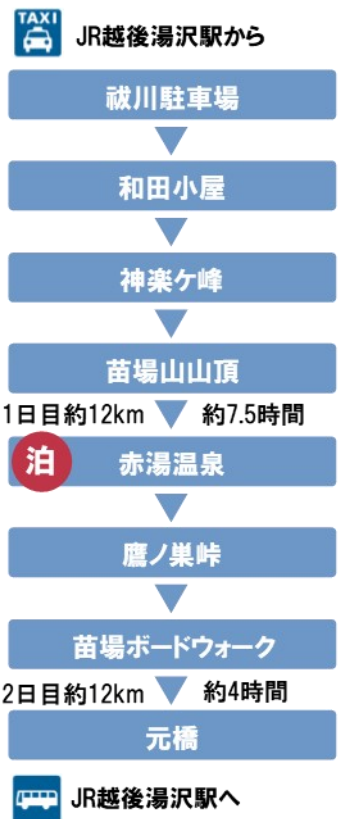 TAXI
JR越後湯沢駅から
祓川駐車場
和田小屋
神楽ケ峰
苗場山山頂
1日目約12km 約7.5時間
泊 赤湯温泉
鷹ノ巣峠
苗場ボードウォーク
2日目約12km 約4時間
元橋
JR越後湯沢駅へ